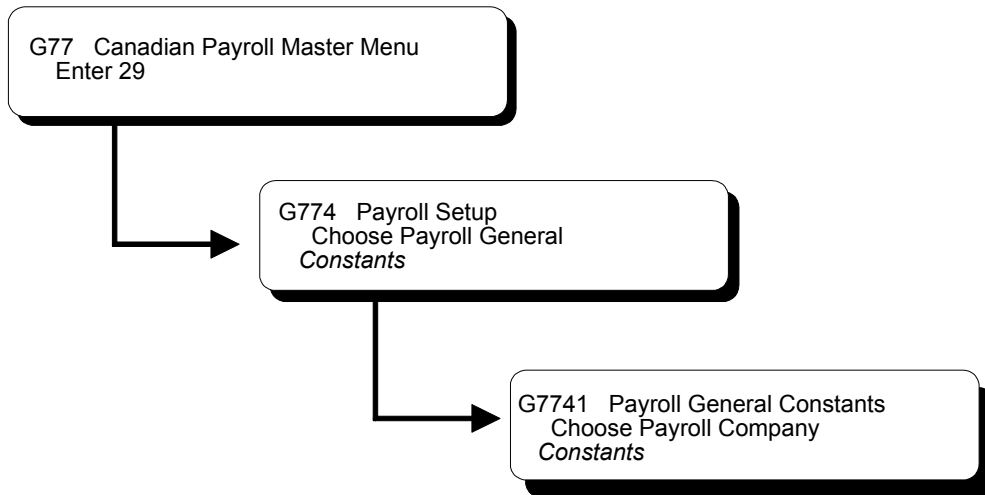 G77 Canadian Payroll Master Menu
Enter 29
G774 Payroll Setup
Choose Payroll General
Constants
G7741 Payroll General Constants
Choose Payroll Company
Constants